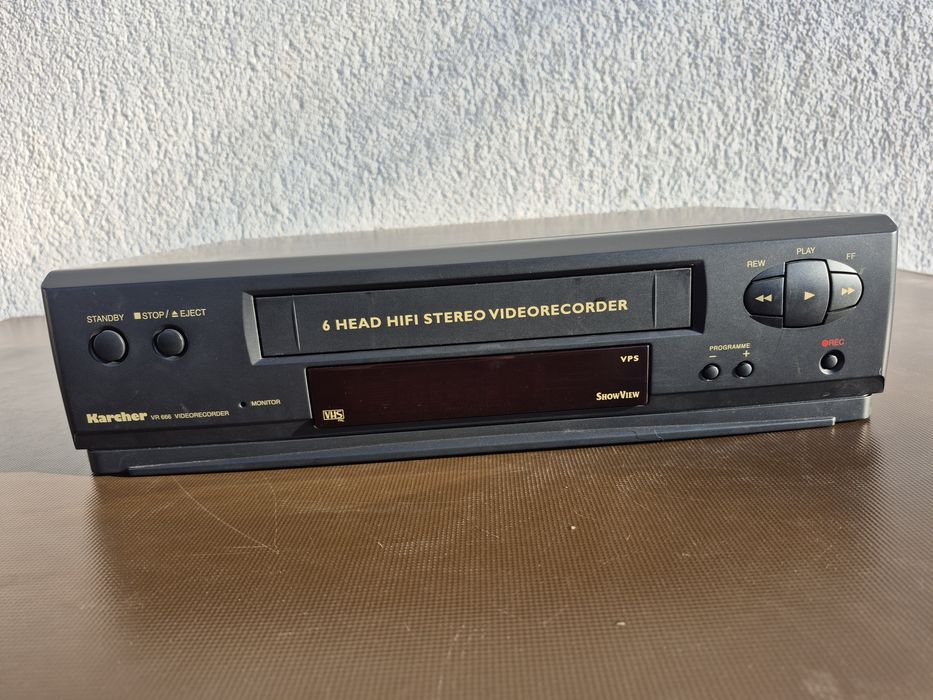 STANDBY
■ STOP / ⏏ EJECT
6 HEAD HIFI STEREO VIDEORECORDER
REW
PLAY
FF
◀◀
▶
▶▶
PROGRAMME
− +
●REC
VPS
SHOWVIEW
VHS
Karcher VR 666 VIDEORECORDER
MONITOR